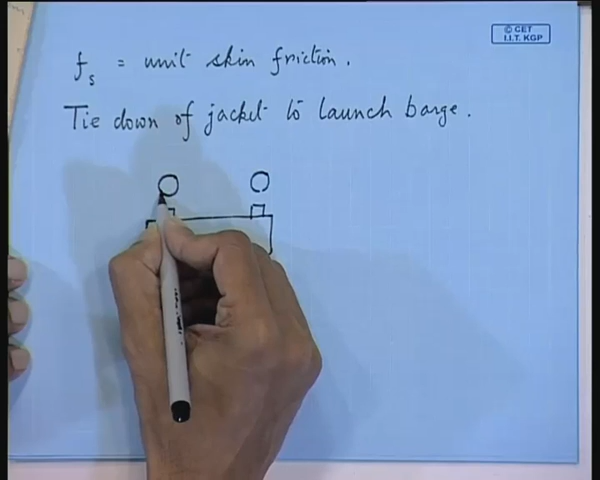 © CET
I.I.T. KGP
fs = unit skin friction.
Tie down of jacket to launch barge.